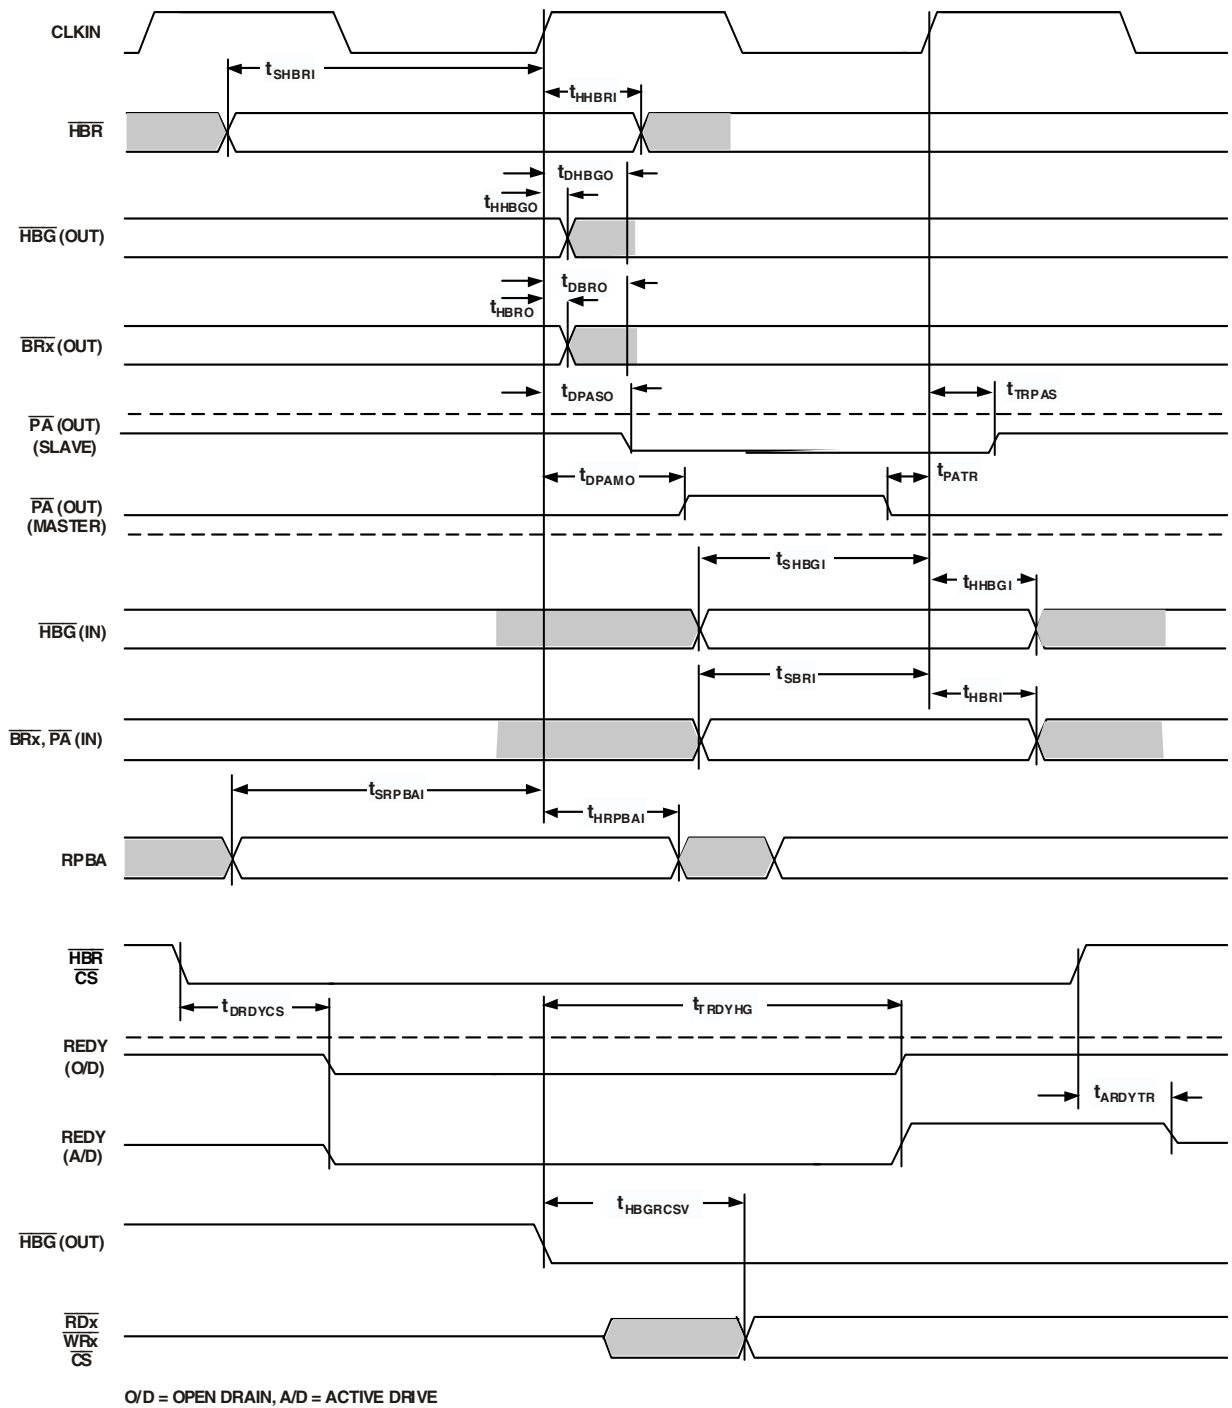 CLKIN
tSHBRI
tHHBRI
HBR
tDHBGO
tHHBGO
HBG (OUT)
tDBRO
tHBRO
BRx (OUT)
tDPASO
tTRPAS
PA (OUT)
(SLAVE)
tDPAMO
tPATR
PA (OUT)
(MASTER)
tSHBGI
tHHBGI
HBG (IN)
tSBRI
tHBRI
BRx, PA (IN)
tSRPBAI
tHRPBAI
RPBA
HBR
CS
tDRDYCS
tTRDYHG
REDY
(O/D)
tARDYTR
REDY
(A/D)
tHBGRCSV
HBG (OUT)
RDx
WRx
CS
O/D = OPEN DRAIN, A/D = ACTIVE DRIVE